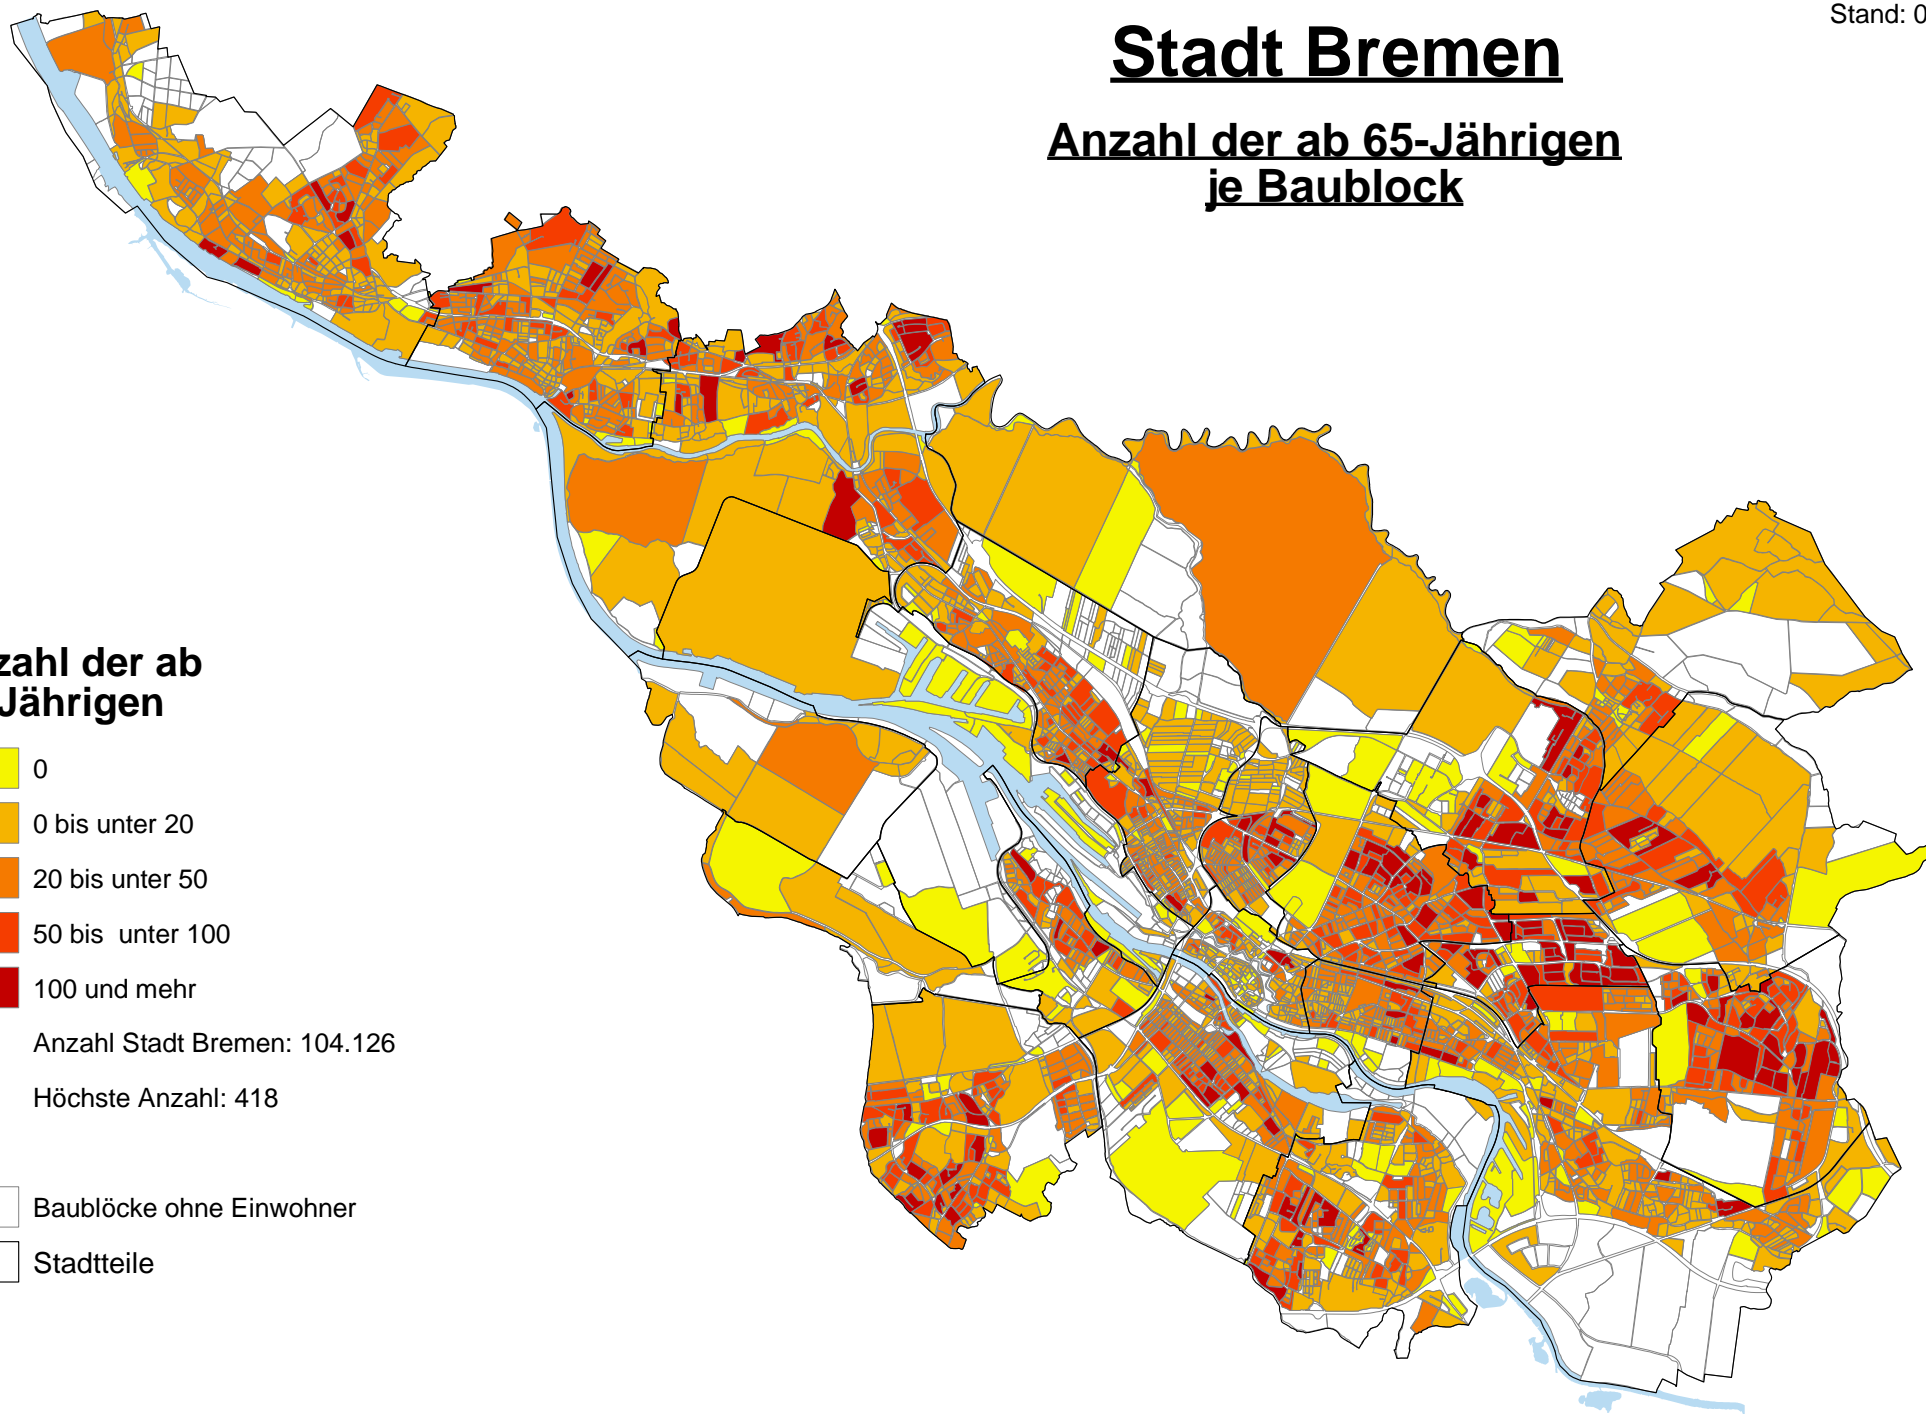 Stand: 0
Stadt Bremen
Anzahl der ab 65-Jährigen
je Baublock
zahl der ab
Jährigen
0
0 bis unter 20
20 bis unter 50
50 bis unter 100
100 und mehr
Anzahl Stadt Bremen: 104.126
Höchste Anzahl: 418
Baublöcke ohne Einwohner
Stadtteile